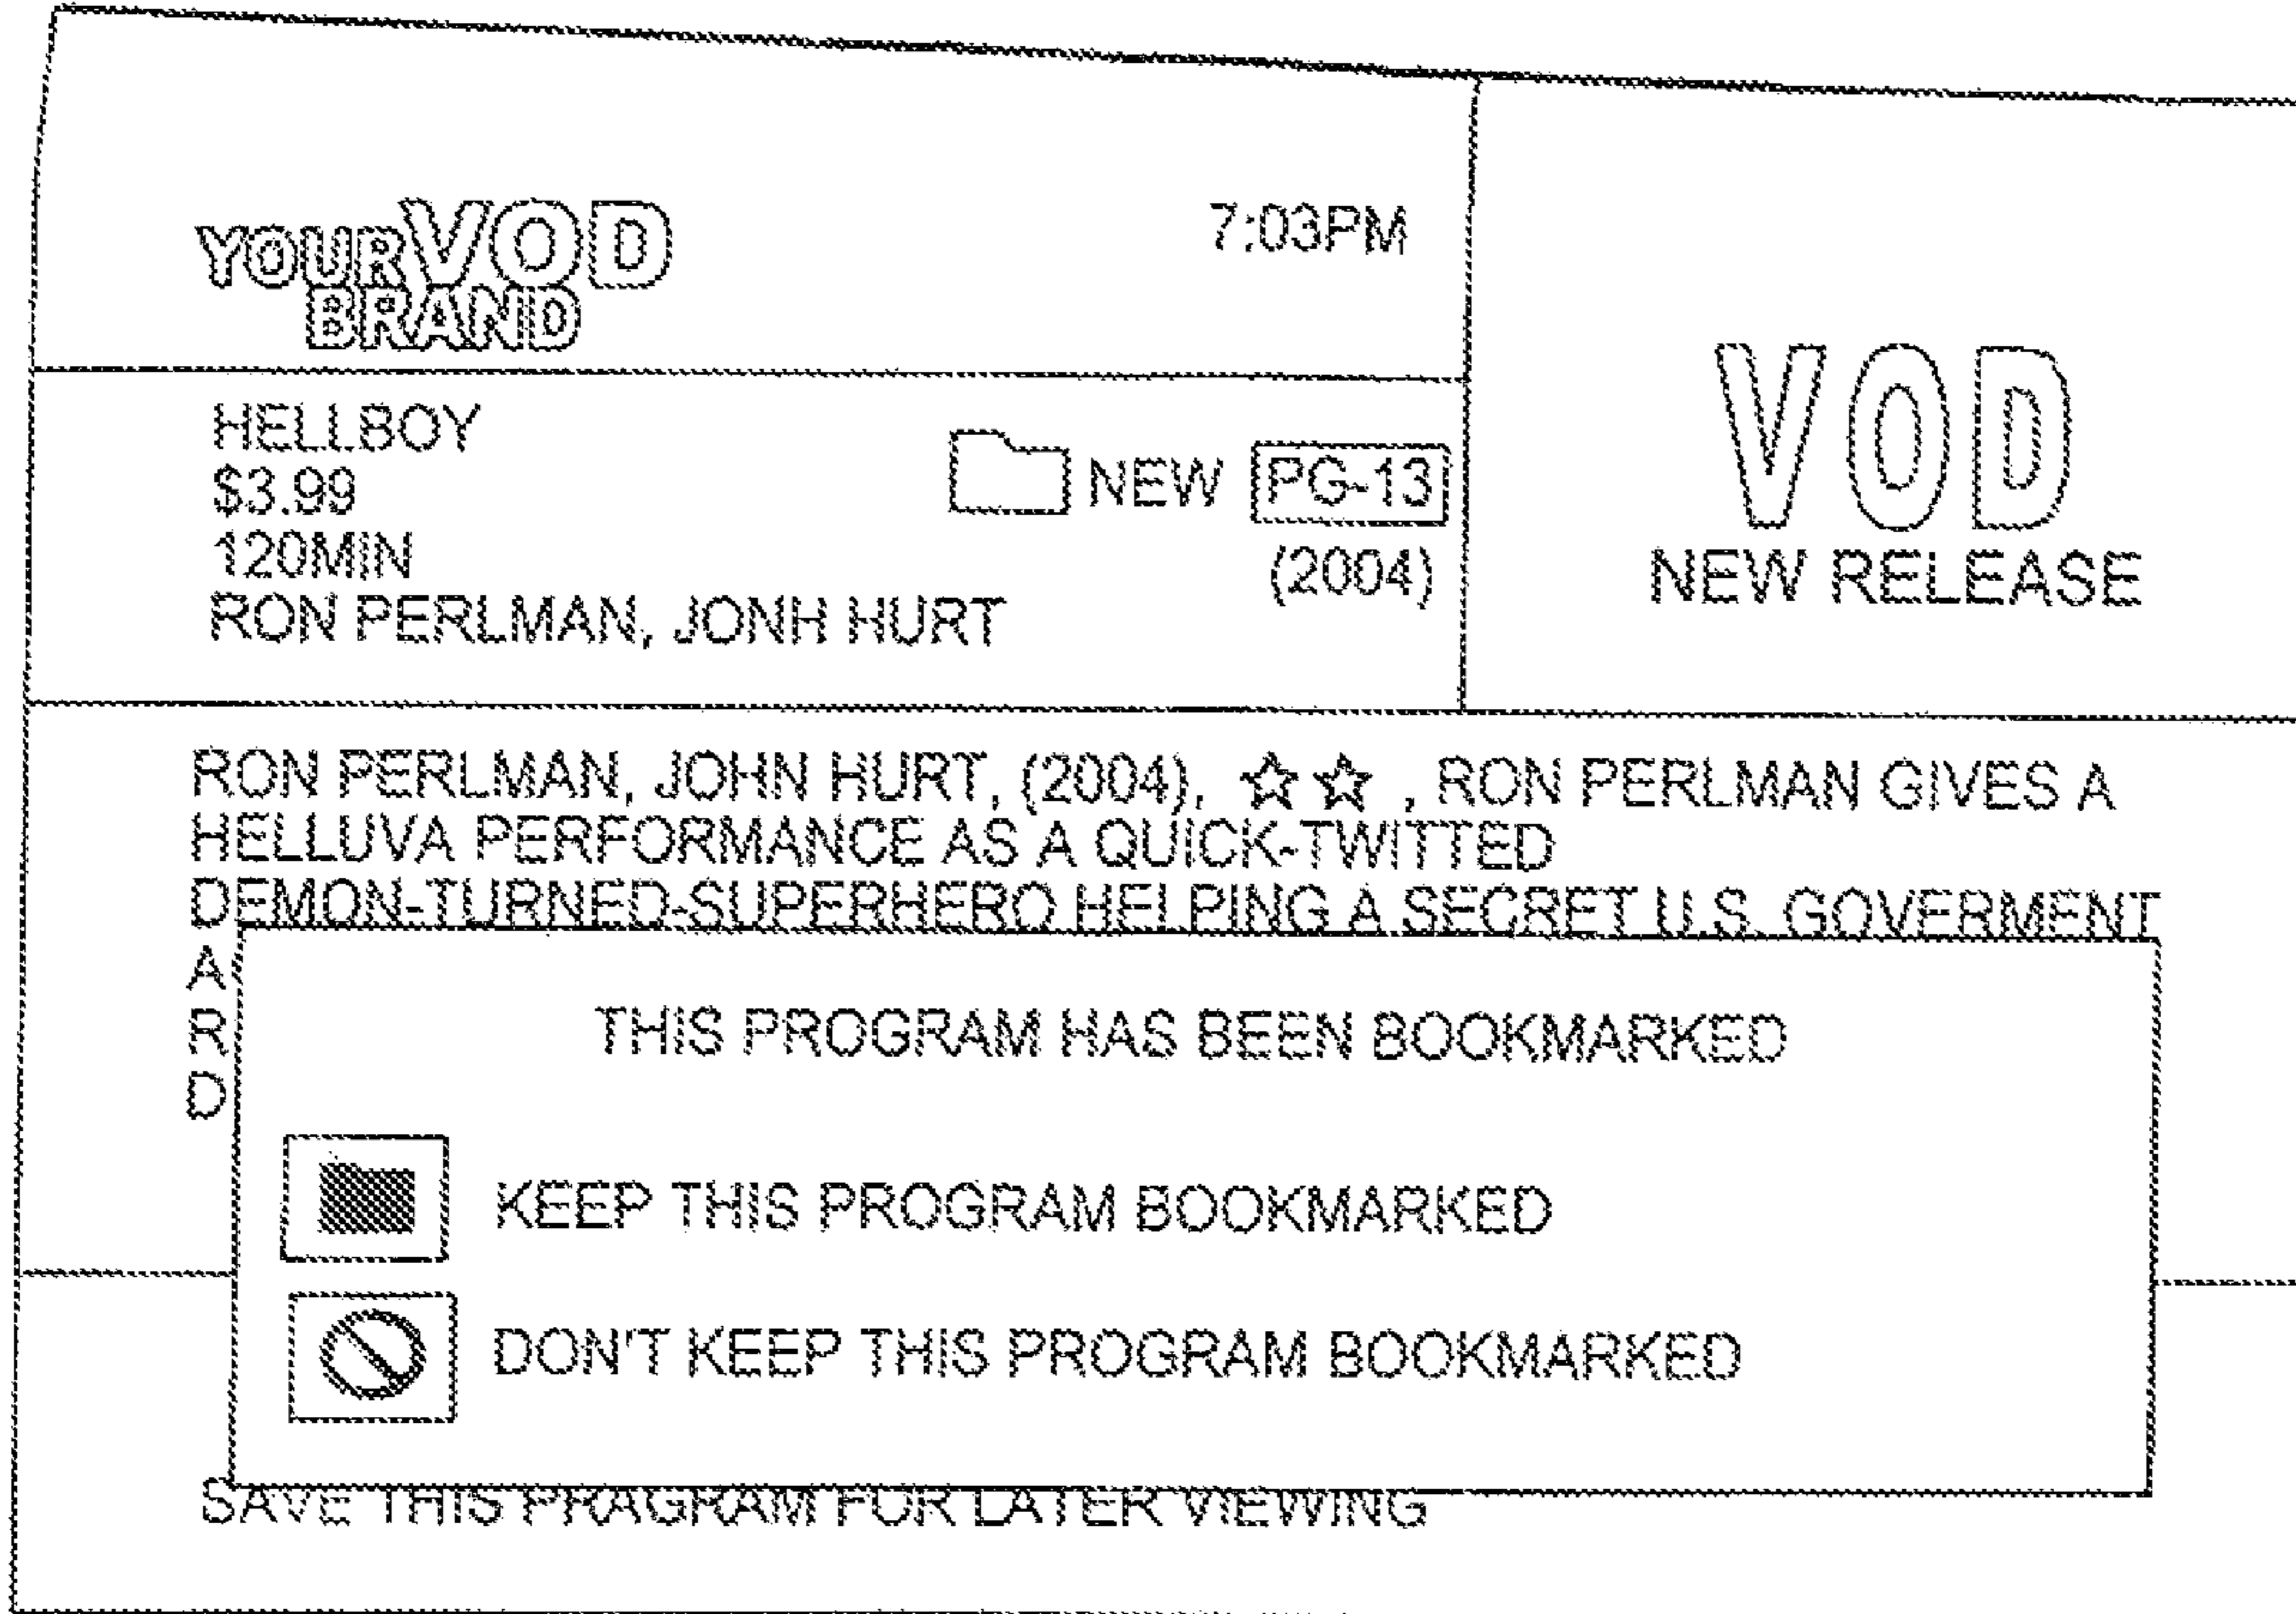 YOUR VOD
BRAND
7:03PM
HELLBOY
$3.99
120MIN
RON PERLMAN, JONH HURT
NEW PG-13
(2004)
VOD
NEW RELEASE
RON PERLMAN, JOHN HURT, (2004), ☆☆ , RON PERLMAN GIVES A
HELLUVA PERFORMANCE AS A QUICK-TWITTED
DEMON-TURNED-SUPERHERO HELPING A SECRET U.S. GOVERMENT
A
R
D
THIS PROGRAM HAS BEEN BOOKMARKED
KEEP THIS PROGRAM BOOKMARKED
DON'T KEEP THIS PROGRAM BOOKMARKED
SAVE THIS PRAGRAM FOR LATER VIEWING